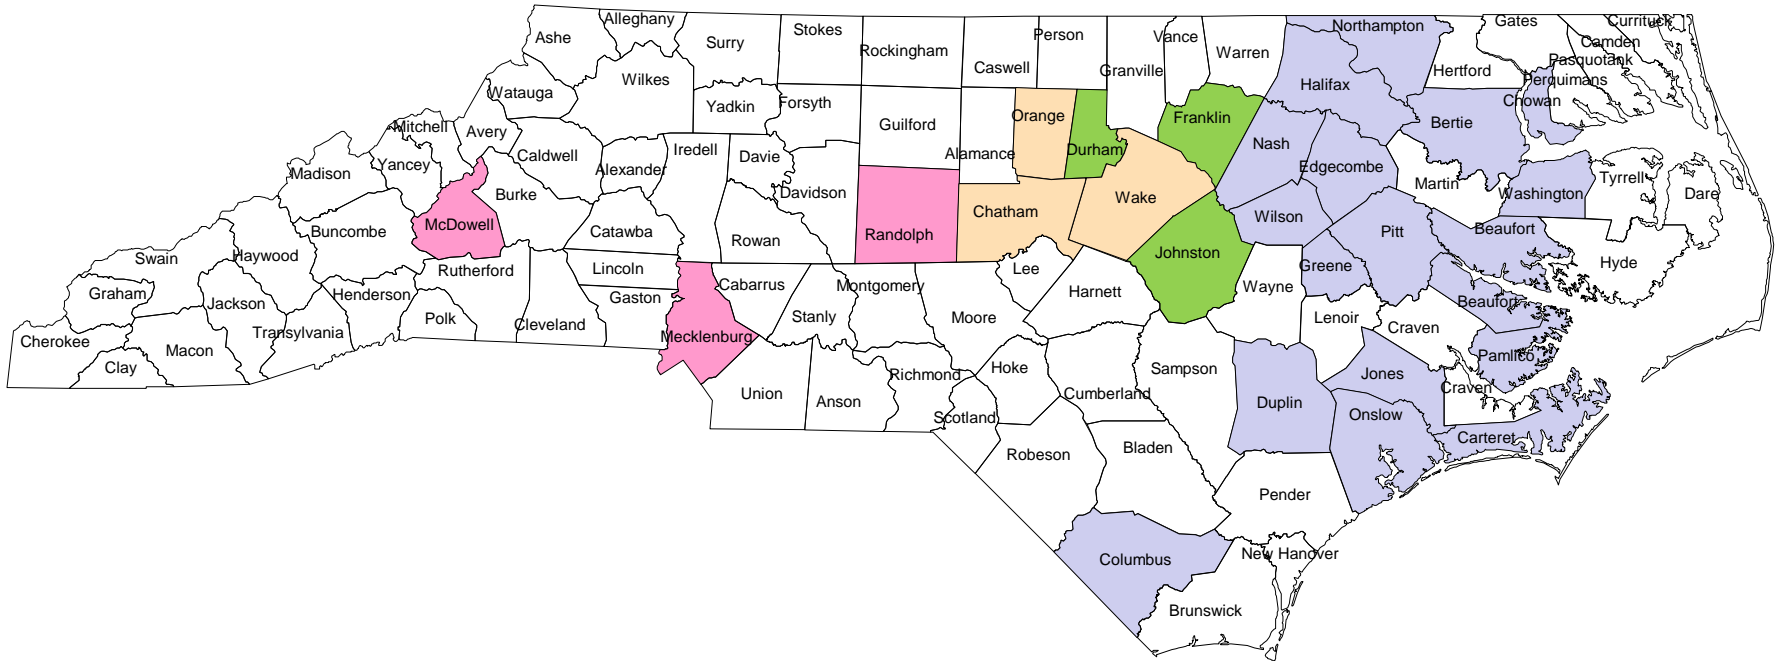 Alleghany
Ashe
Surry
Stokes
Rockingham
Caswell
Person
Granville
Vance
Warren
Northampton
Gates
Currituck
Camden
Pasquotank
Perquimans
Hertford
Chowan
Halifax
Bertie
Wilkes
Watauga
Yadkin
Forsyth
Guilford
Alamance
Orange
Durham
Franklin
Nash
Edgecombe
Martin
Washington
Tyrrell
Dare
Mitchell
Avery
Caldwell
Alexander
Iredell
Davie
Yancey
Madison
Burke
Davidson
McDowell
Buncombe
Catawba
Rowan
Randolph
Chatham
Wake
Wilson
Pitt
Beaufort
Hyde
Swain
Haywood
Rutherford
Lincoln
Gaston
Cabarrus
Montgomery
Lee
Harnett
Johnston
Wayne
Greene
Beaufort
Graham
Jackson
Henderson
Transylvania
Polk
Cleveland
Mecklenburg
Stanly
Moore
Lenoir
Craven
Cherokee
Clay
Macon
Union
Anson
Richmond
Hoke
Scotland
Cumberland
Sampson
Duplin
Jones
Craven
Pamlico
Onslow
Carteret
Robeson
Bladen
Pender
Columbus
New Hanover
Brunswick